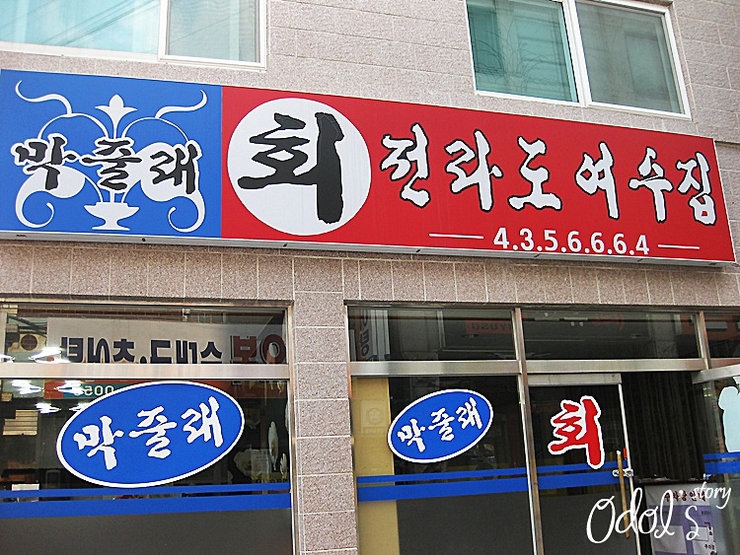 막줄래 회 전라도 여수집
4.3.5.6.6.6.4
막줄래
막줄래
회
Odol's story